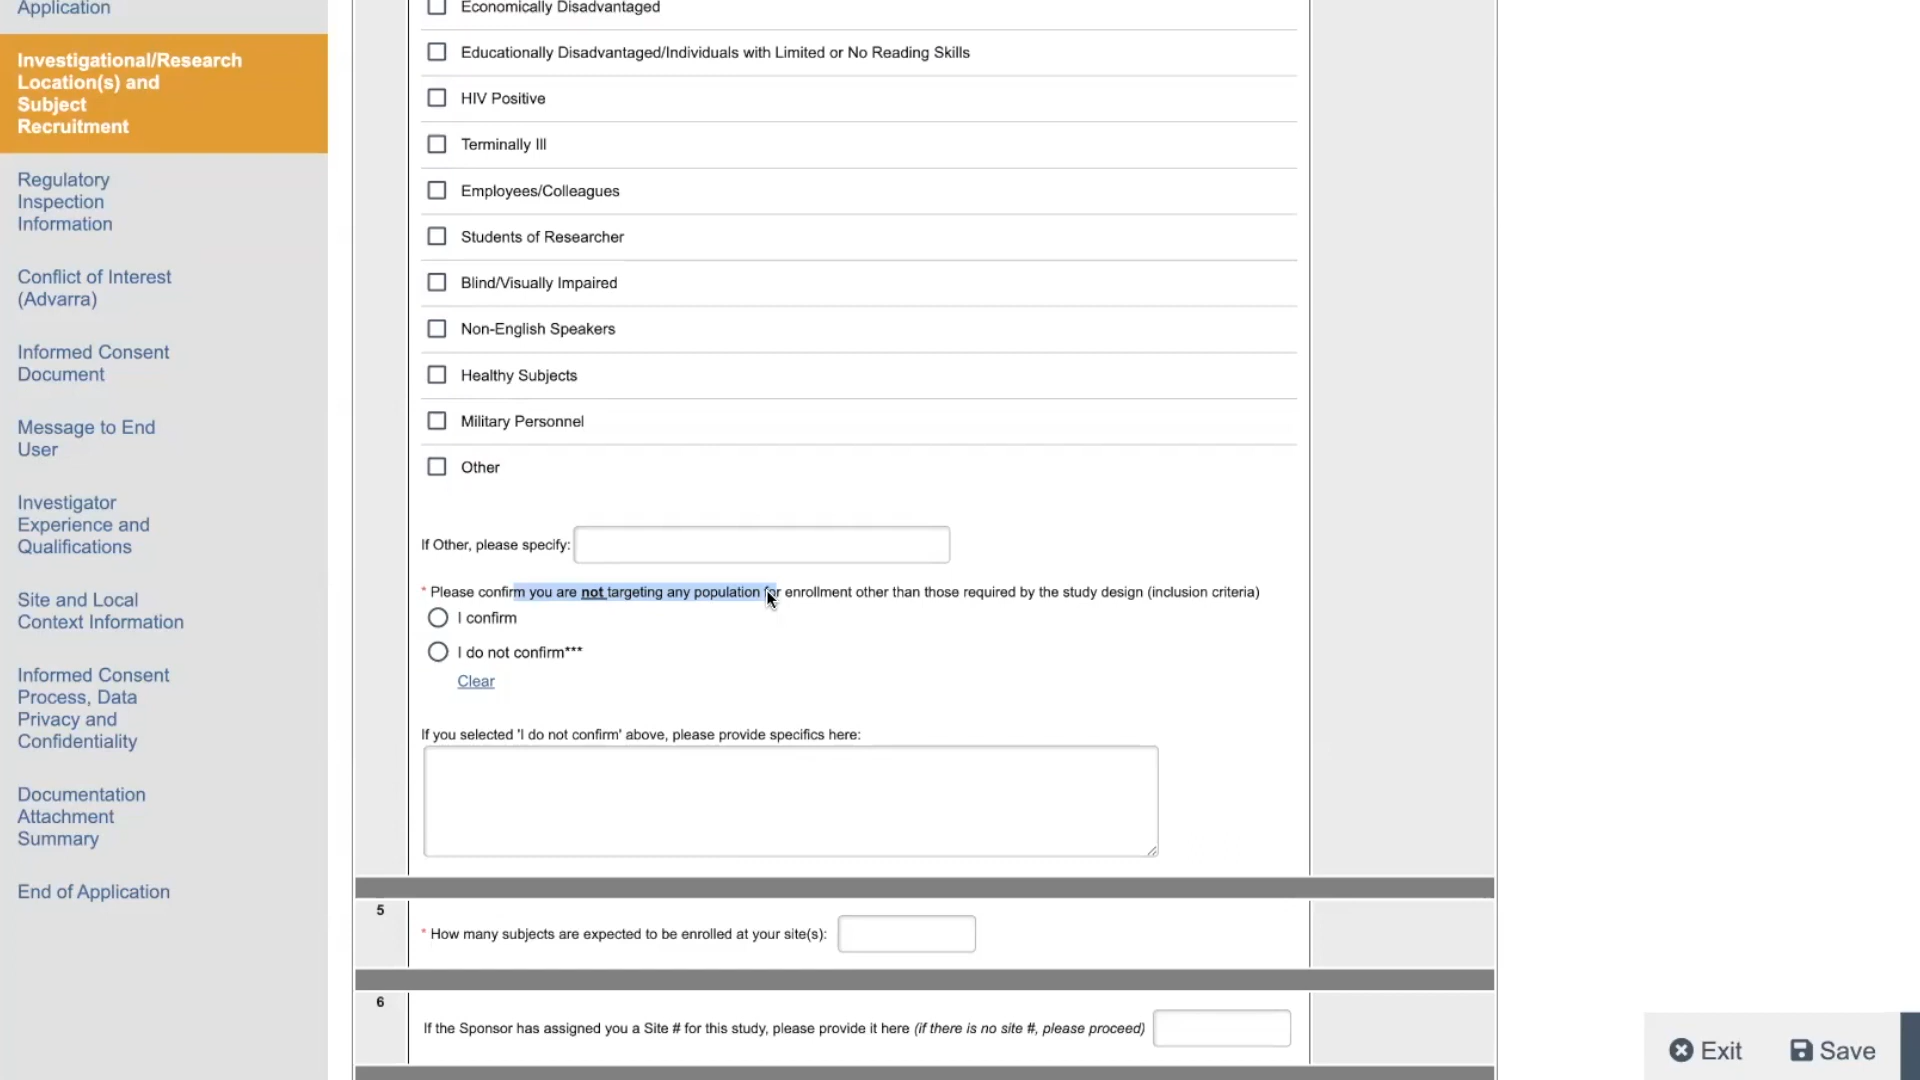 Application
Investigational/Research
Location(s) and
Subject
Recruitment
Regulatory
Inspection
Information
Conflict of Interest
(Advarra)
Informed Consent
Document
Message to End
User
Investigator
Experience and
Qualifications
Site and Local
Context Information
Informed Consent
Process, Data
Privacy and
Confidentiality
Documentation
Attachment
Summary
End of Application
Economically Disadvantaged
Educationally Disadvantaged/Individuals with Limited or No Reading Skills
HIV Positive
Terminally Ill
Employees/Colleagues
Students of Researcher
Blind/Visually Impaired
Non-English Speakers
Healthy Subjects
Military Personnel
Other
If Other, please specify:
* Please confirm you are not targeting any population for enrollment other than those required by the study design (inclusion criteria)
I confirm
I do not confirm***
Clear
If you selected 'I do not confirm' above, please provide specifics here:
5
* How many subjects are expected to be enrolled at your site(s):
6
If the Sponsor has assigned you a Site # for this study, please provide it here (if there is no site #, please proceed)
Exit
Save